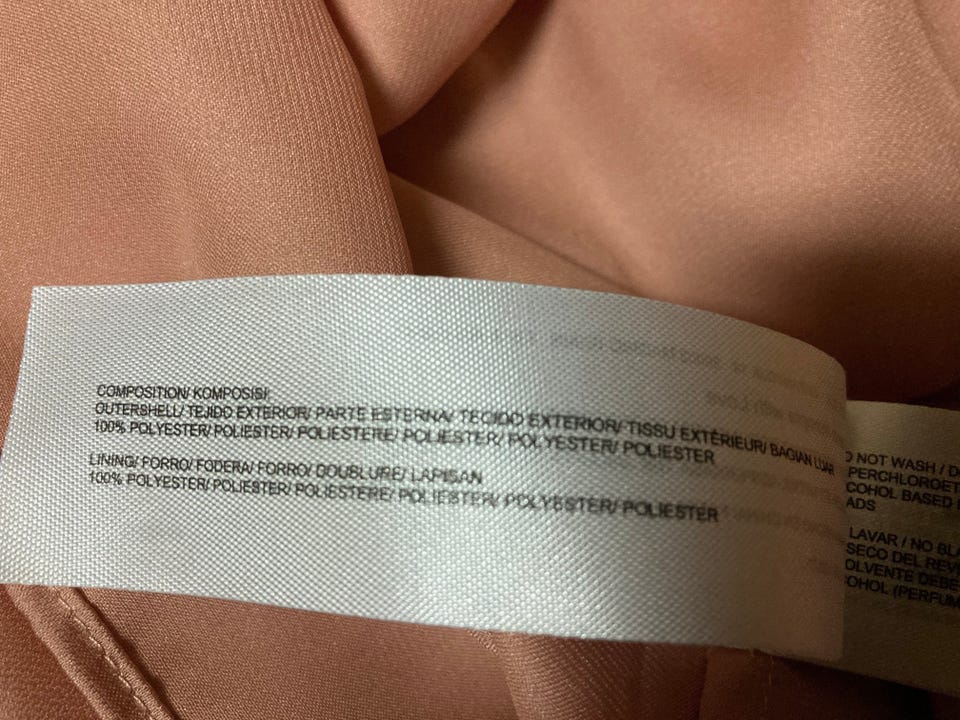 COMPOSITION/ KOMPOSISI:
OUTERSHELL/ TEJIDO EXTERIOR/ PARTE ESTERNA/ TECIDO EXTERIOR/ TISSU EXTÉRIEUR/ BAGIAN LUAR
100% POLYESTER/ POLIESTER/ POLIESTERE/ POLIESTER/ POLYESTER/ POLIESTER
LINING/ FORRO/ FODERA/ FORRO/ DOUBLURE/ LAPISAN
100% POLYESTER/ POLIESTER/ POLIESTERE/ POLIESTER/ POLYESTER/ POLIESTER
NOT WASH /
PERCHLOROET
COHOL BASED
ADS
LAVAR / NO BL
SECO DEL REV
OLVENTE DEBE
OHOL (PERFUM